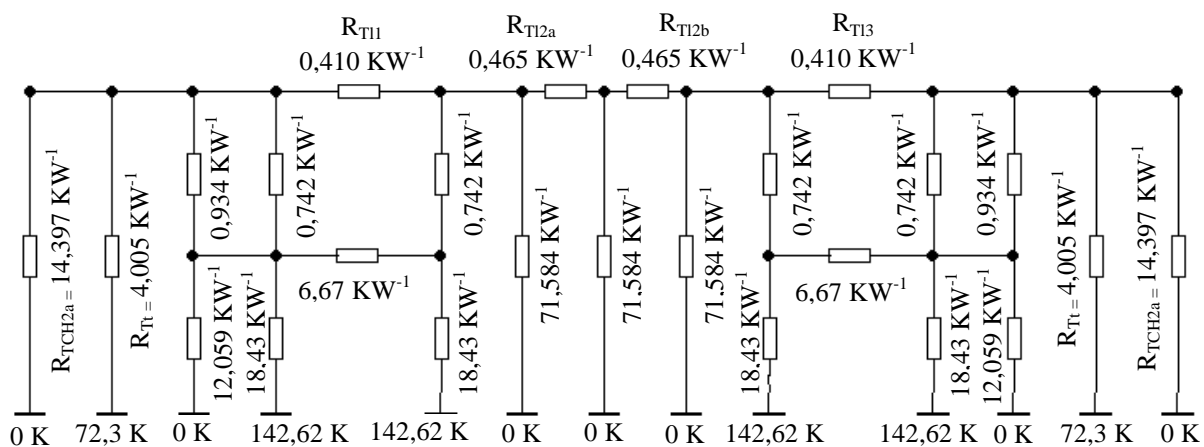 R_Tl1
0,410 KW⁻¹
R_Tl2a
0,465 KW⁻¹
R_Tl2b
0,465 KW⁻¹
R_Tl3
0,410 KW⁻¹
R_TCH2a = 14,397 KW⁻¹
R_Tt = 4,005 KW⁻¹
0,934 KW⁻¹
0,742 KW⁻¹
0,742 KW⁻¹
0,742 KW⁻¹
0,742 KW⁻¹
0,934 KW⁻¹
R_Tt = 4,005 KW⁻¹
R_TCH2a = 14,397 KW⁻¹
6,67 KW⁻¹
6,67 KW⁻¹
12,059 KW⁻¹
18.43 KW⁻¹
18,43 KW⁻¹
71,584 KW⁻¹
71.584 KW⁻¹
71.584 KW⁻¹
18.43 KW⁻¹
18.43 KW⁻¹
12,059 KW⁻¹
0 K
72,3 K
0 K
142,62 K
142,62 K
0 K
0 K
0 K
142,62 K
142,62 K
0 K
72,3 K
0 K